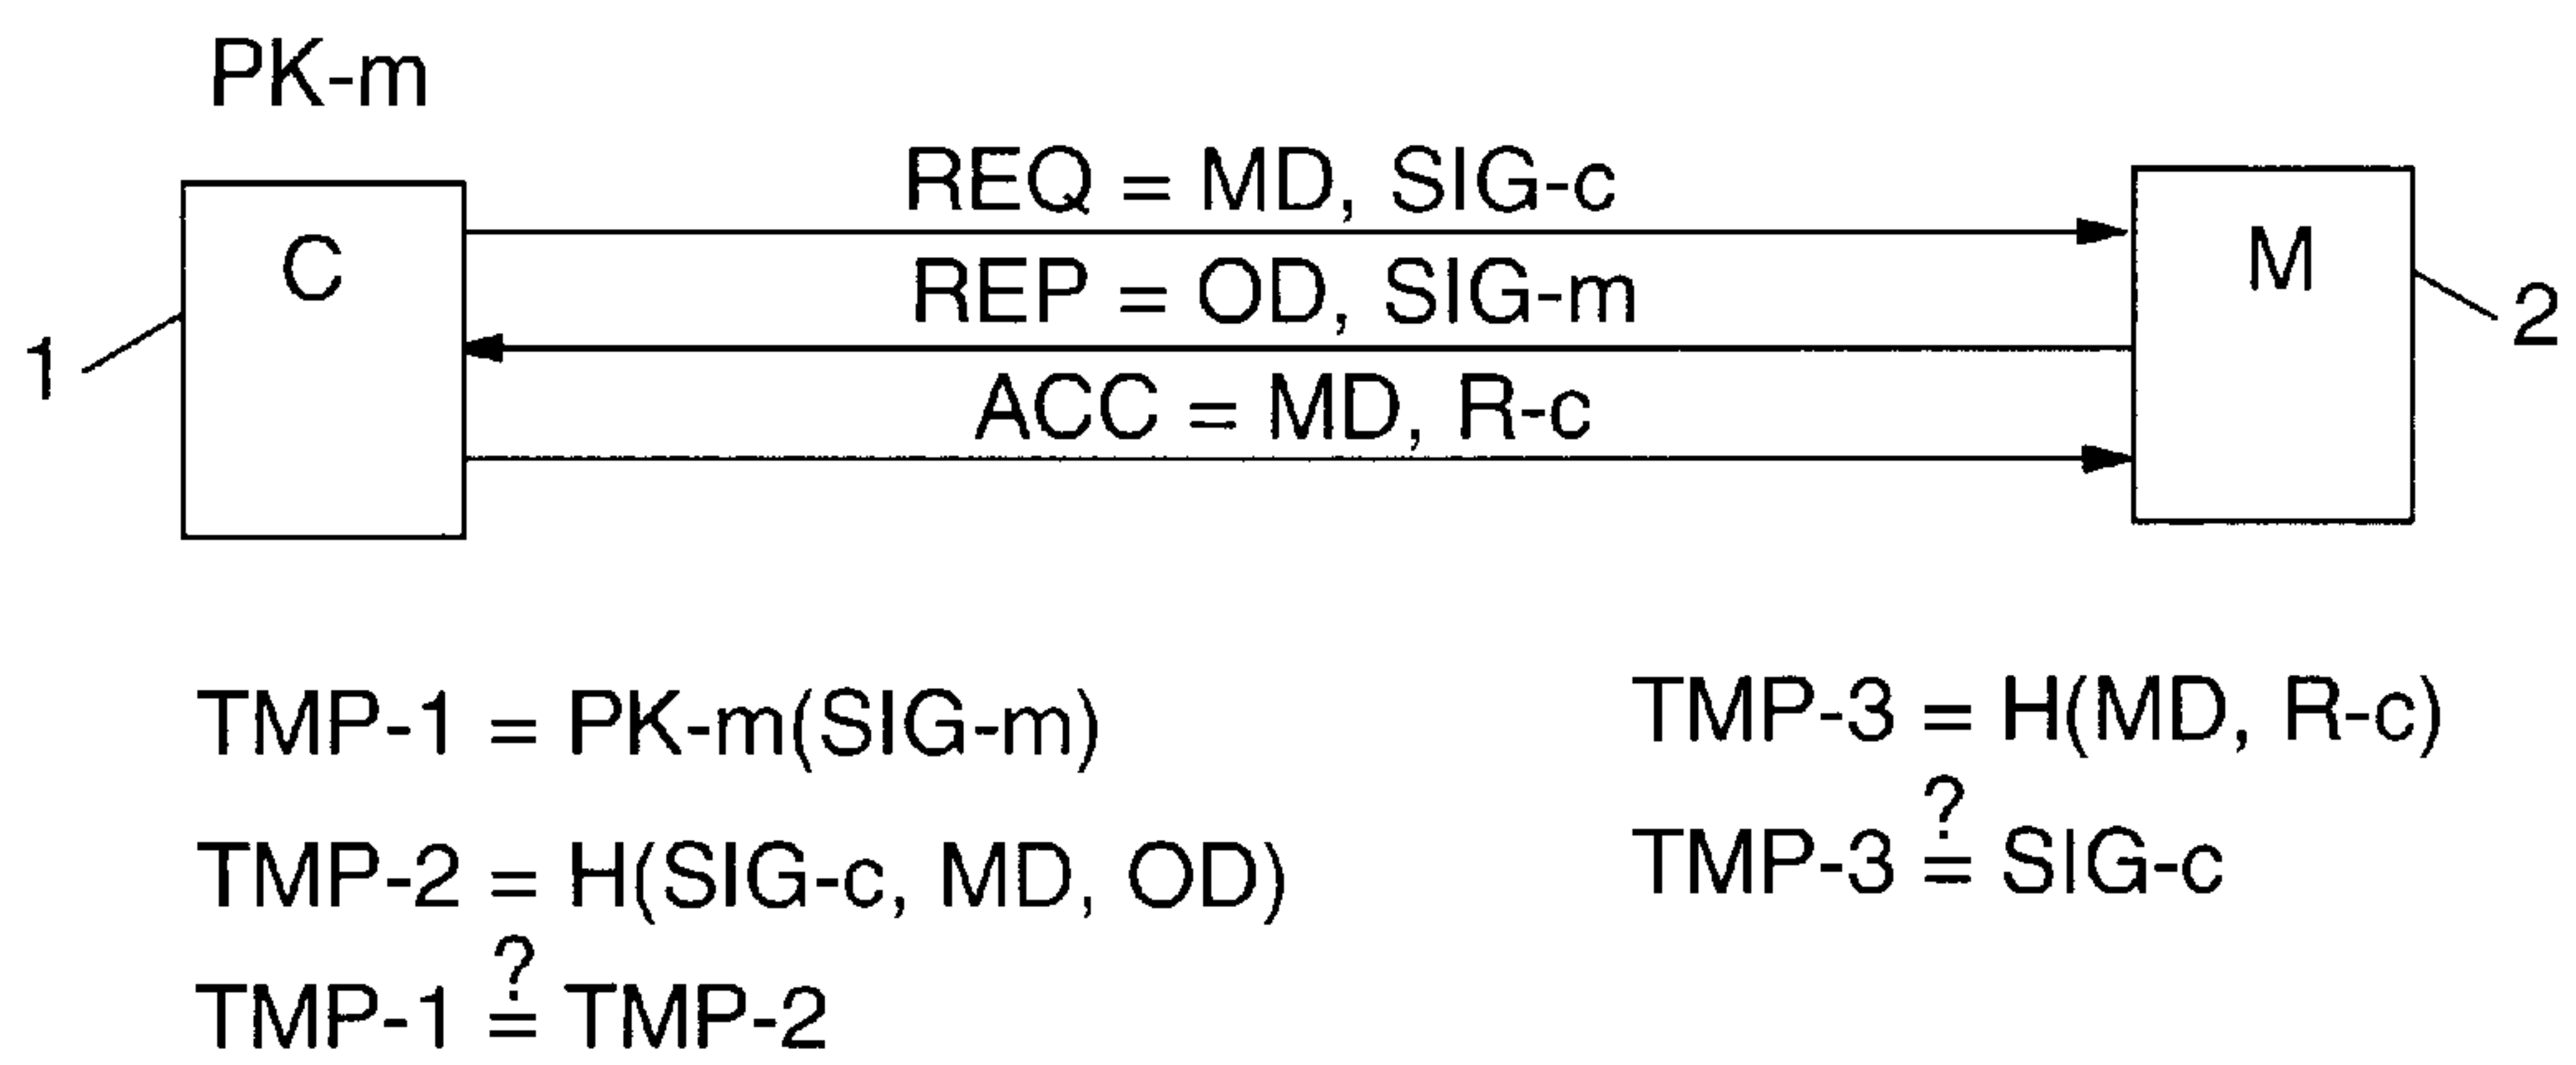 PK-m
REQ = MD, SIG-c
C
M
REP = OD, SIG-m
1
2
ACC = MD, R-c
TMP-1 = PK-m(SIG-m)
TMP-2 = H(SIG-c, MD, OD)
TMP-1 ≟ TMP-2
TMP-3 = H(MD, R-c)
TMP-3 ≟ SIG-c